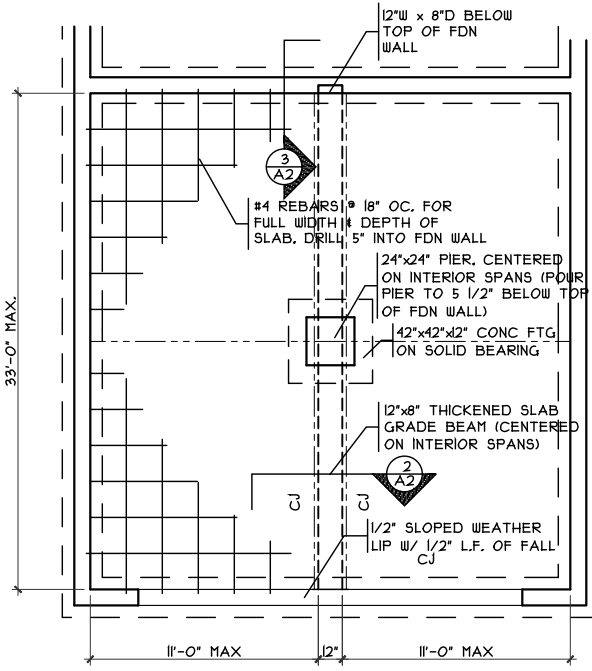 12"W x 8"D BELOW
TOP OF FDN
WALL
3
A2
#4 REBARS @ 18" OC. FOR
FULL WIDTH & DEPTH OF
SLAB. DRILL 5" INTO FDN WALL
24"x24" PIER. CENTERED
ON INTERIOR SPANS (POUR
PIER TO 5 1/2" BELOW TOP
OF FDN WALL)
42"x42"x12" CONC FTG
ON SOLID BEARING
33'-0" MAX.
12"x8" THICKENED SLAB
GRADE BEAM (CENTERED
ON INTERIOR SPANS)
2
A2
CJ
CJ
1/2" SLOPED WEATHER
LIP W/ 1/2" L.F. OF FALL
CJ
11'-0" MAX
12"
11'-0" MAX